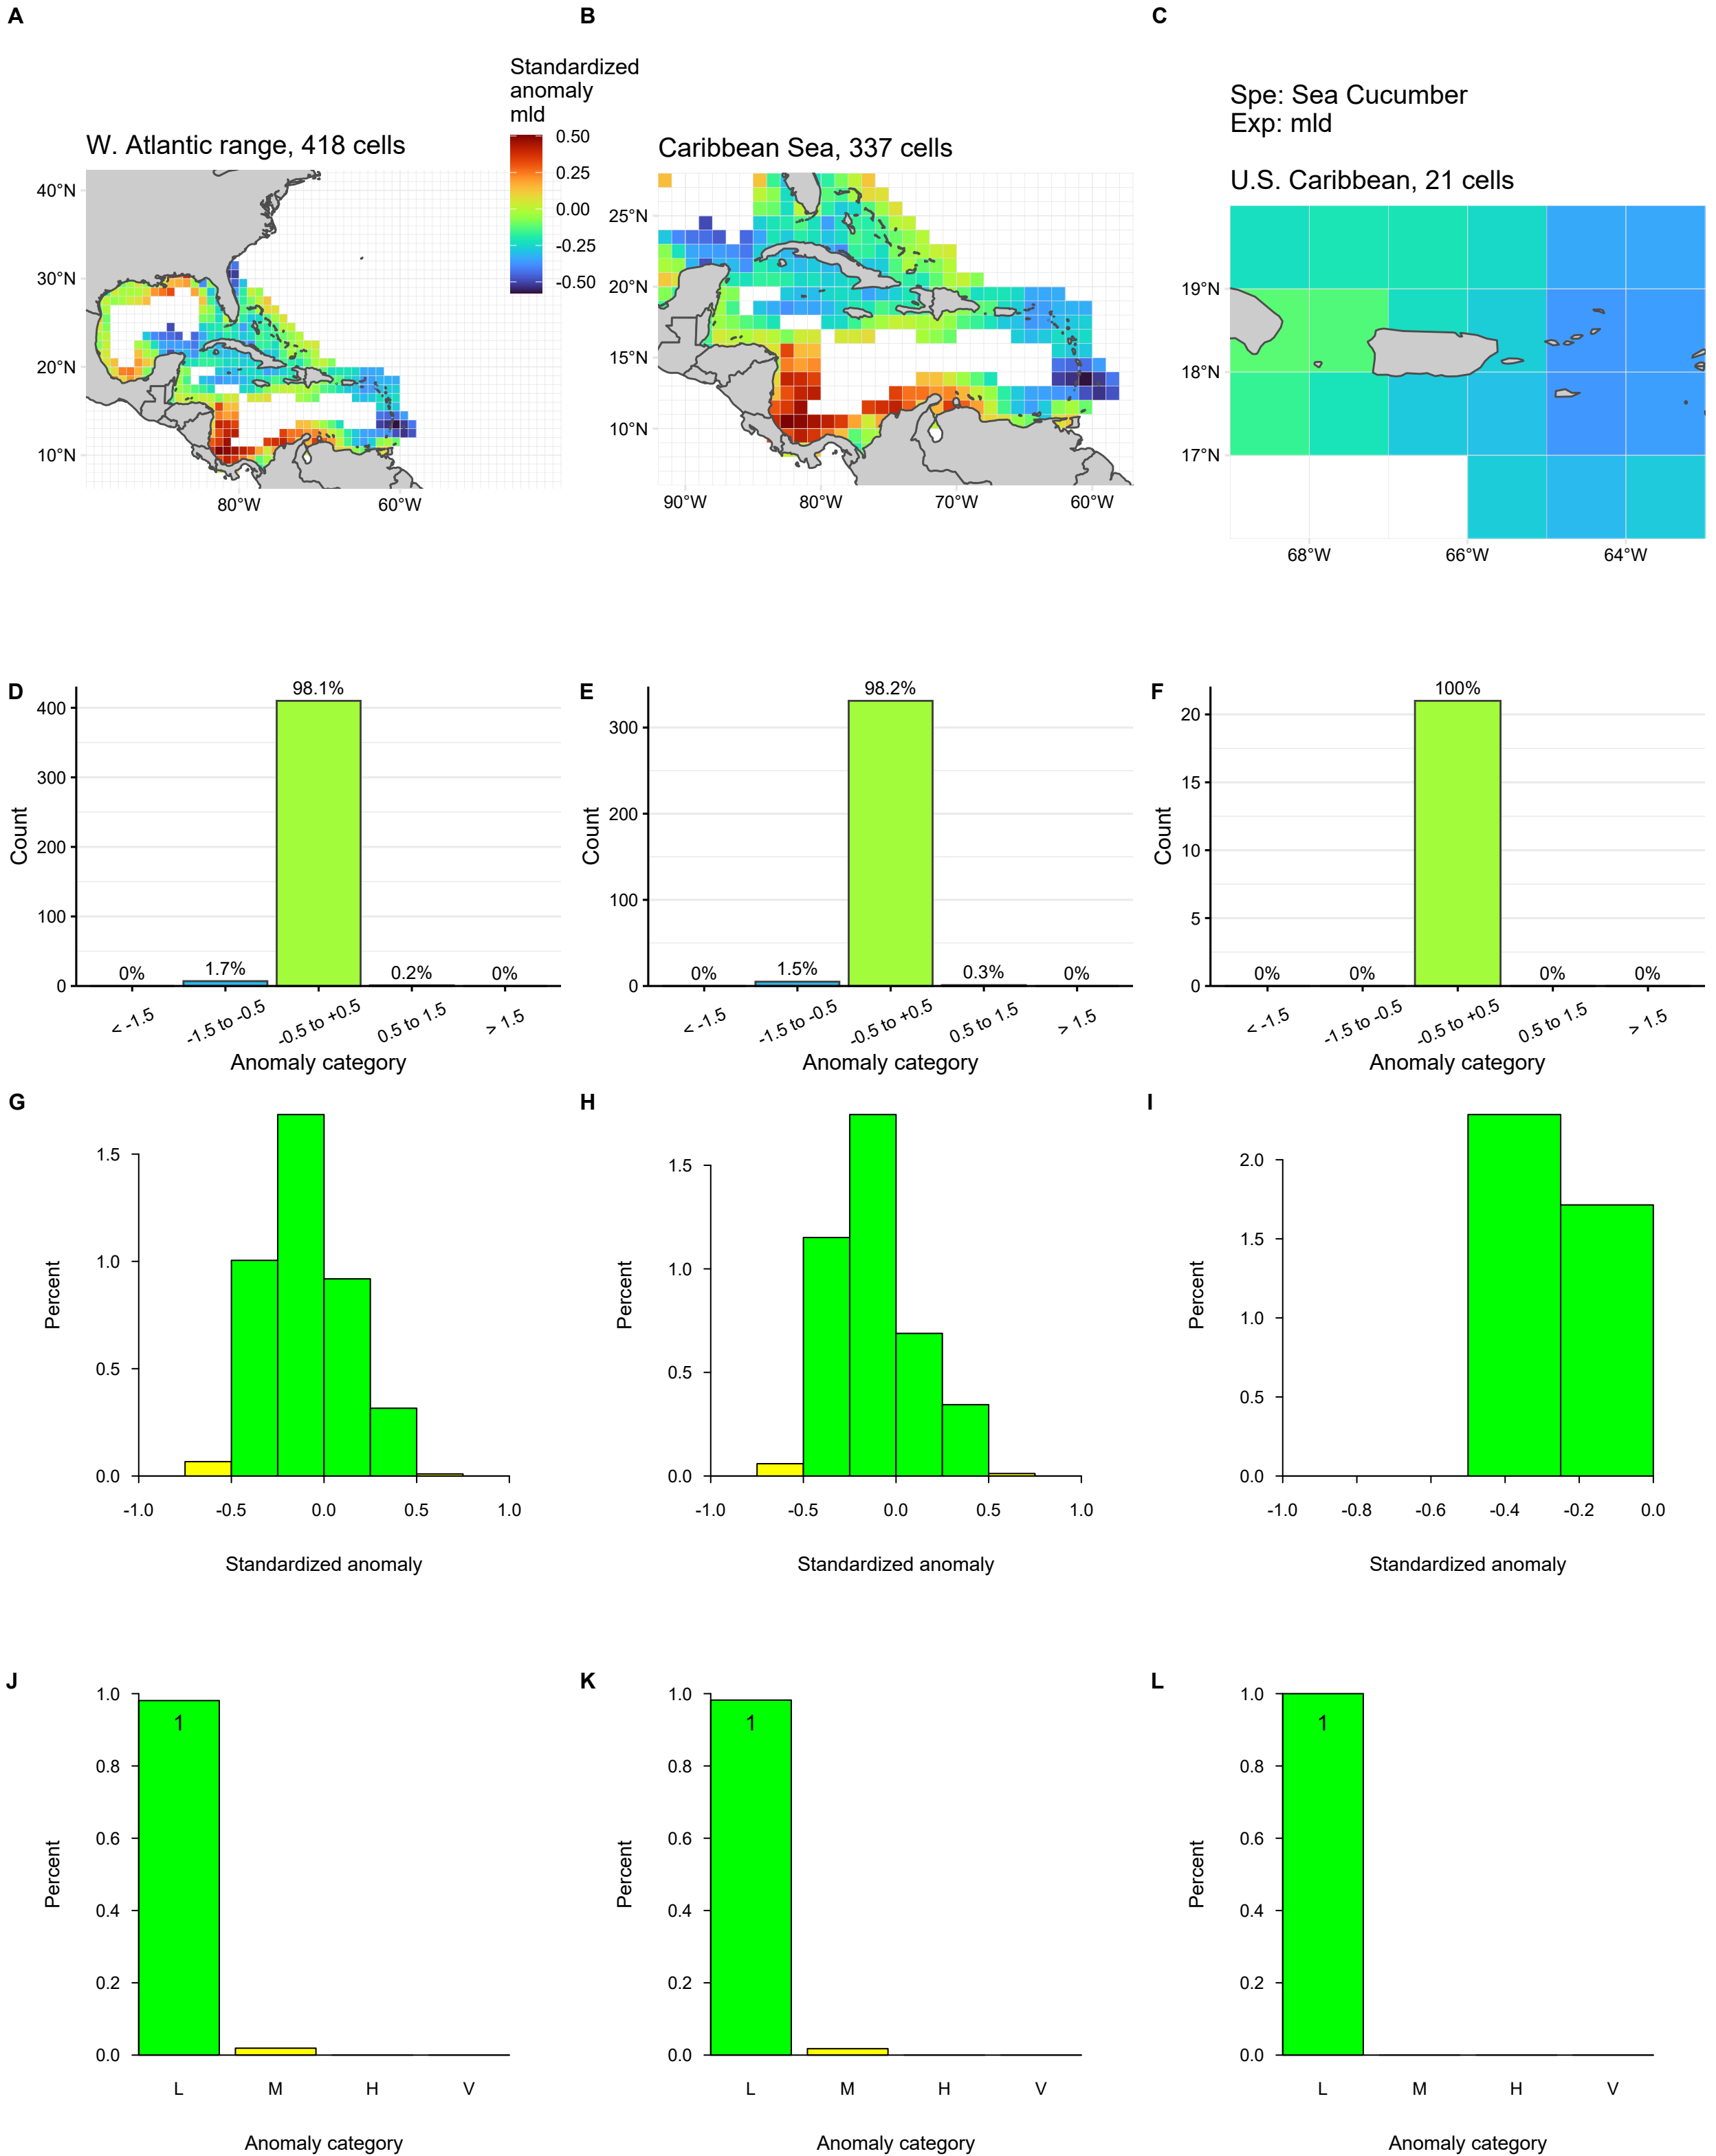 A
B
C
Standardized
anomaly
mld
0.50
0.25
0.00
-0.25
-0.50
W. Atlantic range, 418 cells
40°N
30°N
20°N
10°N
80°W
60°W
Caribbean Sea, 337 cells
25°N
20°N
15°N
10°N
90°W
80°W
70°W
60°W
Spe: Sea Cucumber
Exp: mld
U.S. Caribbean, 21 cells
19°N
18°N
17°N
68°W
66°W
64°W
D
Count
400
300
200
100
0
0%
1.7%
98.1%
0.2%
0%
< -1.5
-1.5 to -0.5
-0.5 to +0.5
0.5 to 1.5
> 1.5
Anomaly category
E
Count
300
200
100
0
0%
1.5%
98.2%
0.3%
0%
< -1.5
-1.5 to -0.5
-0.5 to +0.5
0.5 to 1.5
> 1.5
Anomaly category
F
Count
20
15
10
5
0
0%
0%
100%
0%
0%
< -1.5
-1.5 to -0.5
-0.5 to +0.5
0.5 to 1.5
> 1.5
Anomaly category
G
Percent
1.5
1.0
0.5
0.0
-1.0
-0.5
0.0
0.5
1.0
Standardized anomaly
H
Percent
1.5
1.0
0.5
0.0
-1.0
-0.5
0.0
0.5
1.0
Standardized anomaly
I
Percent
2.0
1.5
1.0
0.5
0.0
-1.0
-0.8
-0.6
-0.4
-0.2
0.0
Standardized anomaly
J
Percent
1.0
0.8
0.6
0.4
0.2
0.0
1
L
M
H
V
Anomaly category
K
Percent
1.0
0.8
0.6
0.4
0.2
0.0
1
L
M
H
V
Anomaly category
L
Percent
1.0
0.8
0.6
0.4
0.2
0.0
1
L
M
H
V
Anomaly category